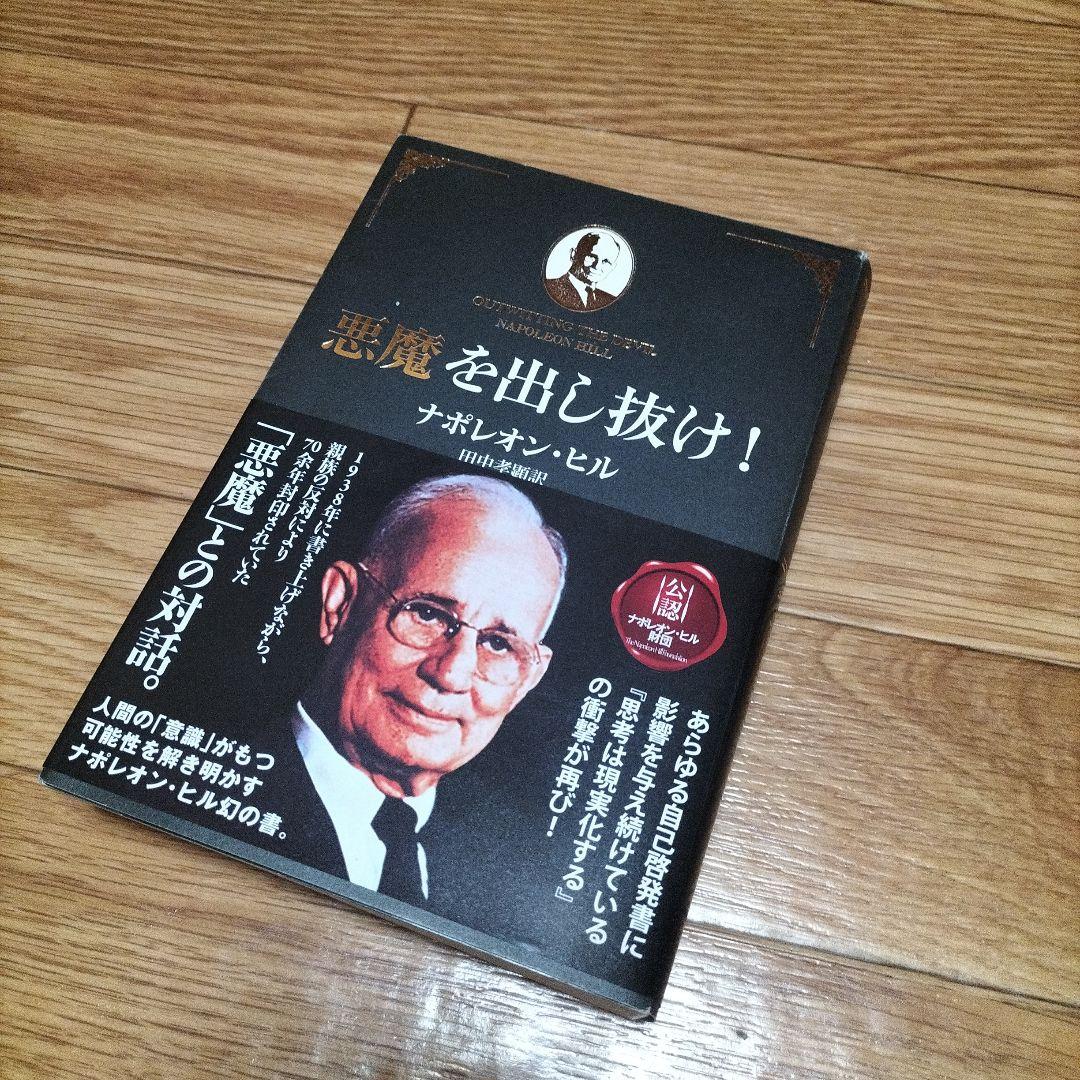 OUTWITTING THE DEVIL
NAPOLEON HILL
悪魔を出し抜け!
ナポレオン・ヒル
田中孝顕訳
1938年に書き上げながら、
親族の反対により
70余年封印されていた
「悪魔」との対話。
人間の「意識」がもつ
可能性を解き明かす
ナポレオン・ヒル幻の書。
公認
ナポレオン・ヒル
財団
The Napoleon Hill Foundation
あらゆる自己啓発書に
影響を与え続けている
『思考は現実化する』
の衝撃が再び!